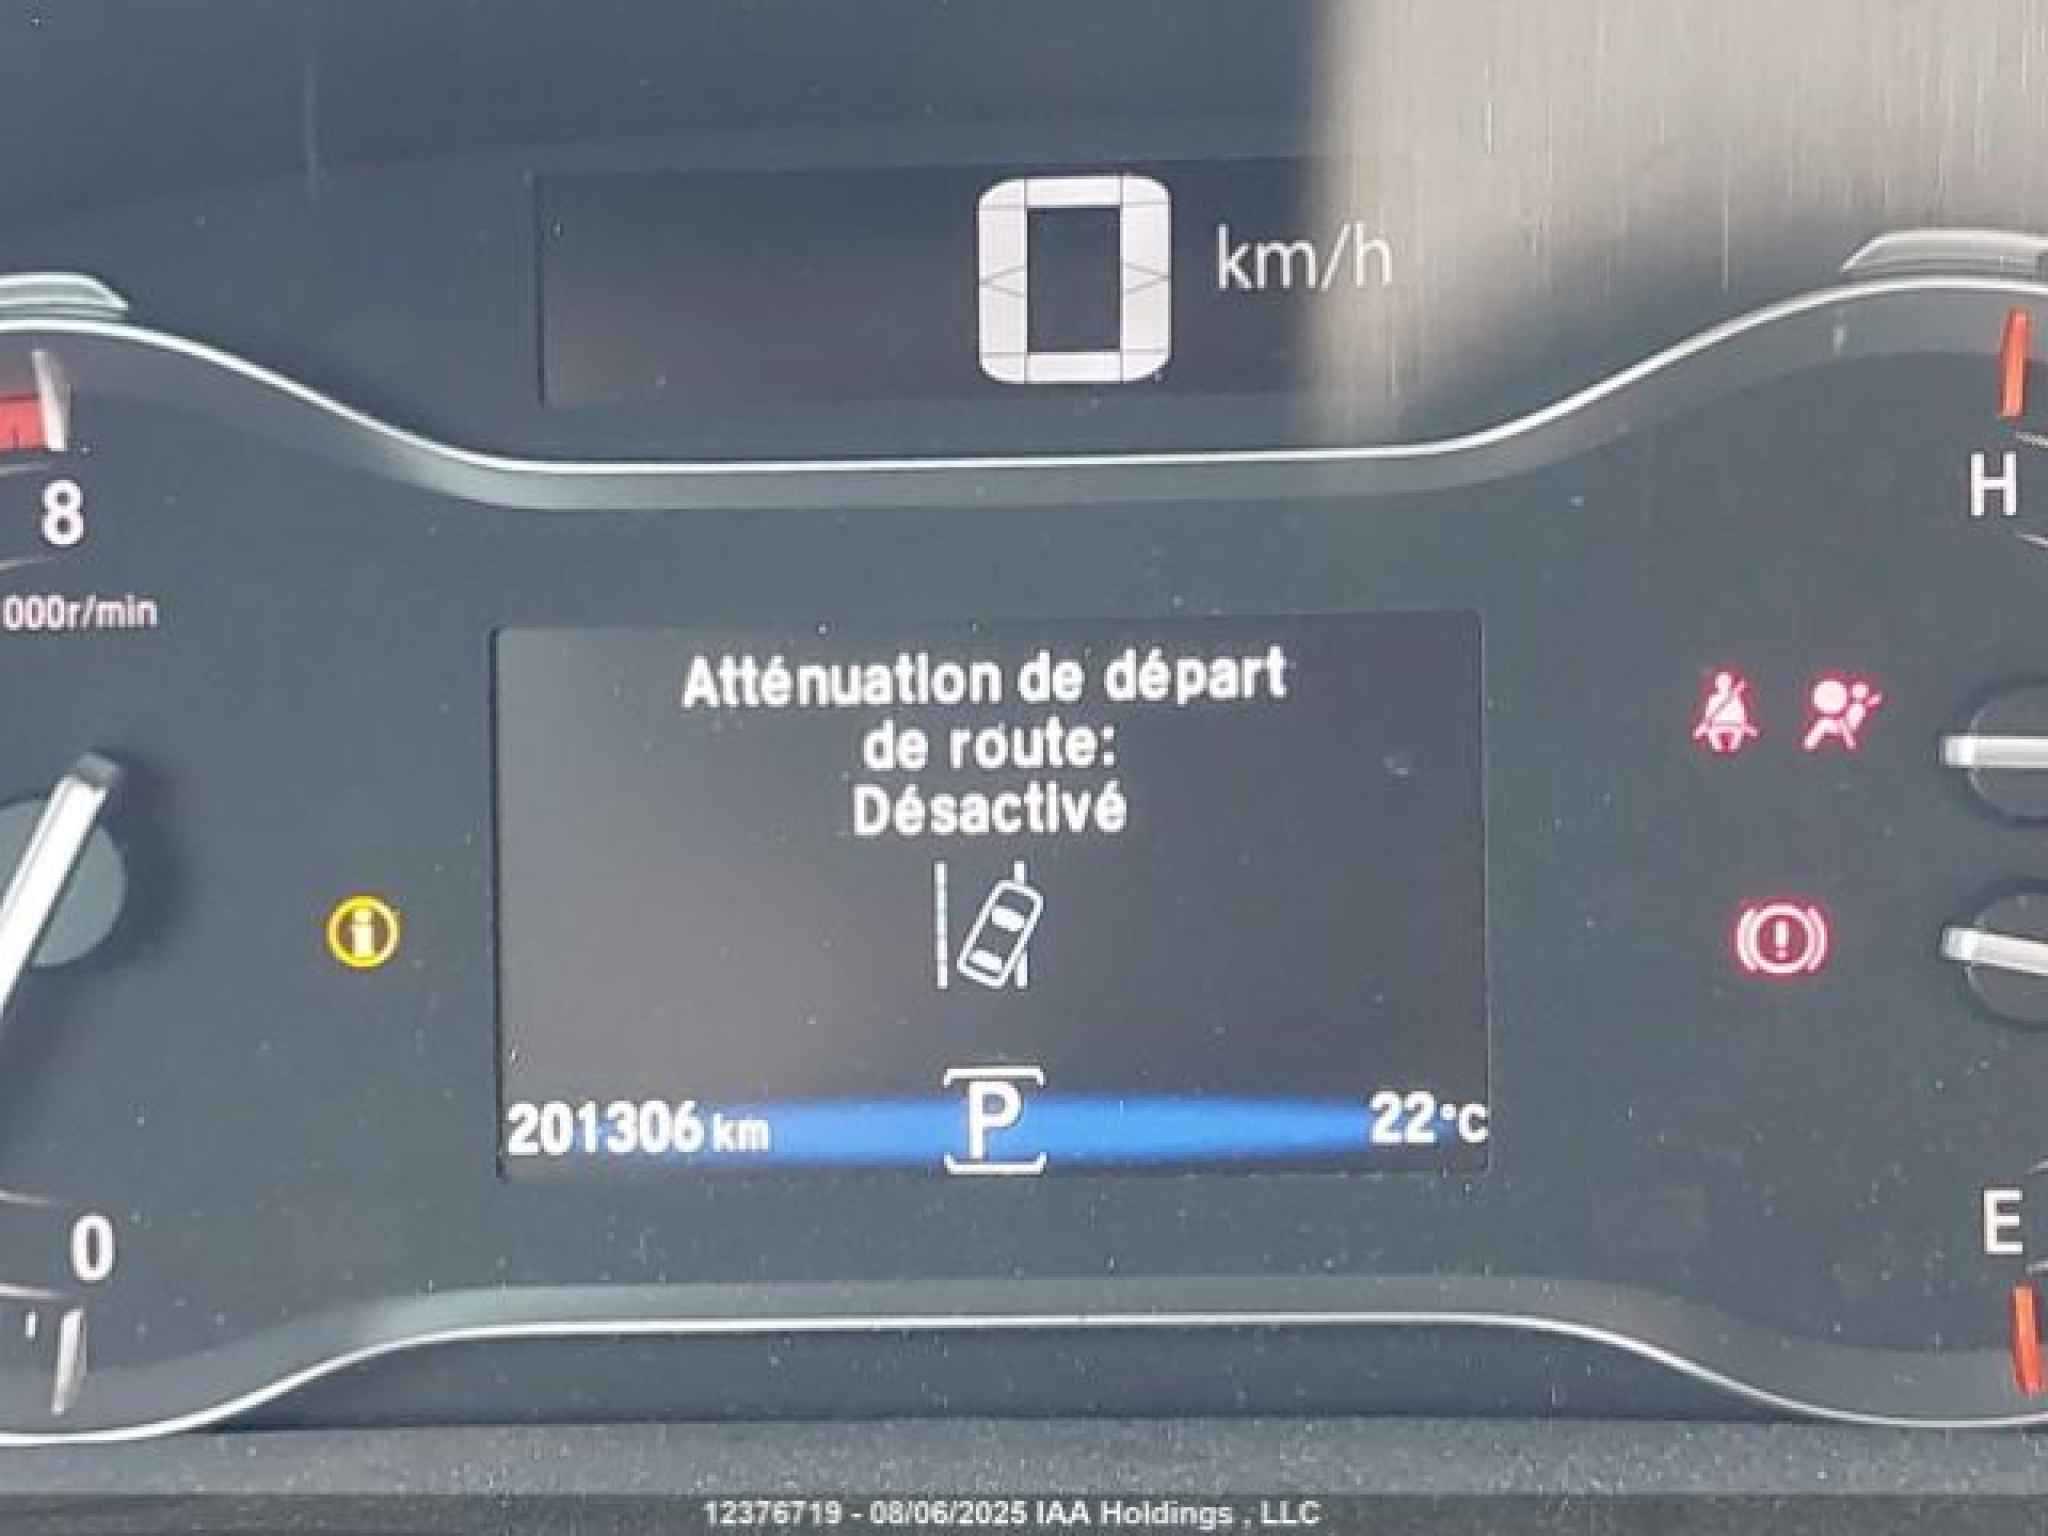 0 km/h
8
H
000r/min
Atténuation de départ
de route:
Désactivé
201306 km P 22°C
0
E
12376719 - 08/06/2025 IAA Holdings , LLC